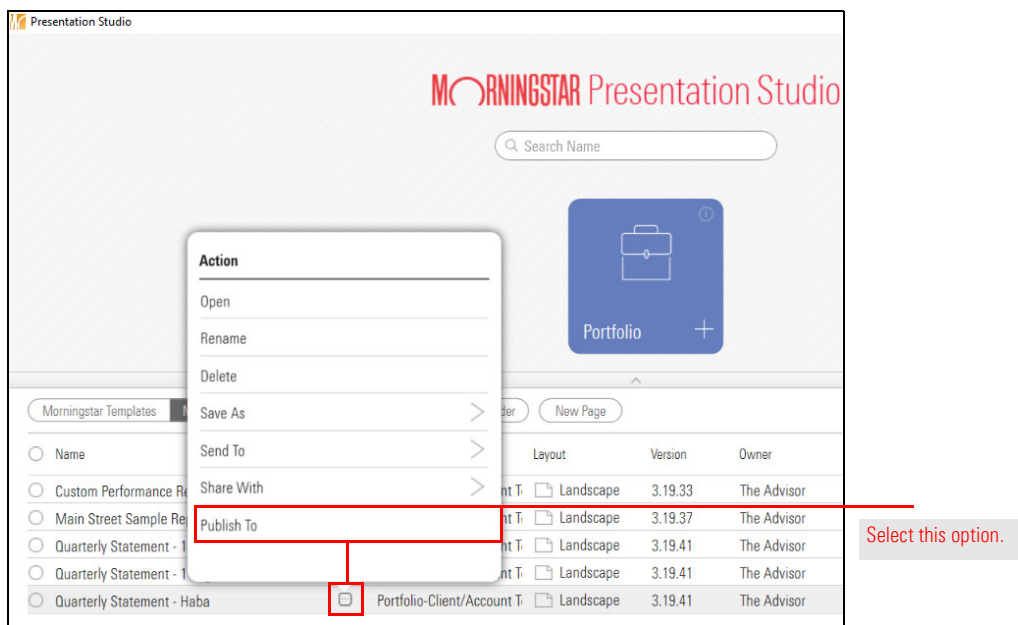 Presentation Studio
MORNINGSTAR Presentation Studio
Search Name
Portfolio
Action
Open
Rename
Delete
Save As
Send To
Share With
Publish To
Morningstar Templates
New Page
Name Layout Version Owner
Custom Performance Landscape 3.19.33 The Advisor
Main Street Sample Landscape 3.19.37 The Advisor
Quarterly Statement - Landscape 3.19.41 The Advisor
Quarterly Statement - Landscape 3.19.41 The Advisor
Quarterly Statement - Haba Portfolio-Client/Account Landscape 3.19.41 The Advisor
Select this option.